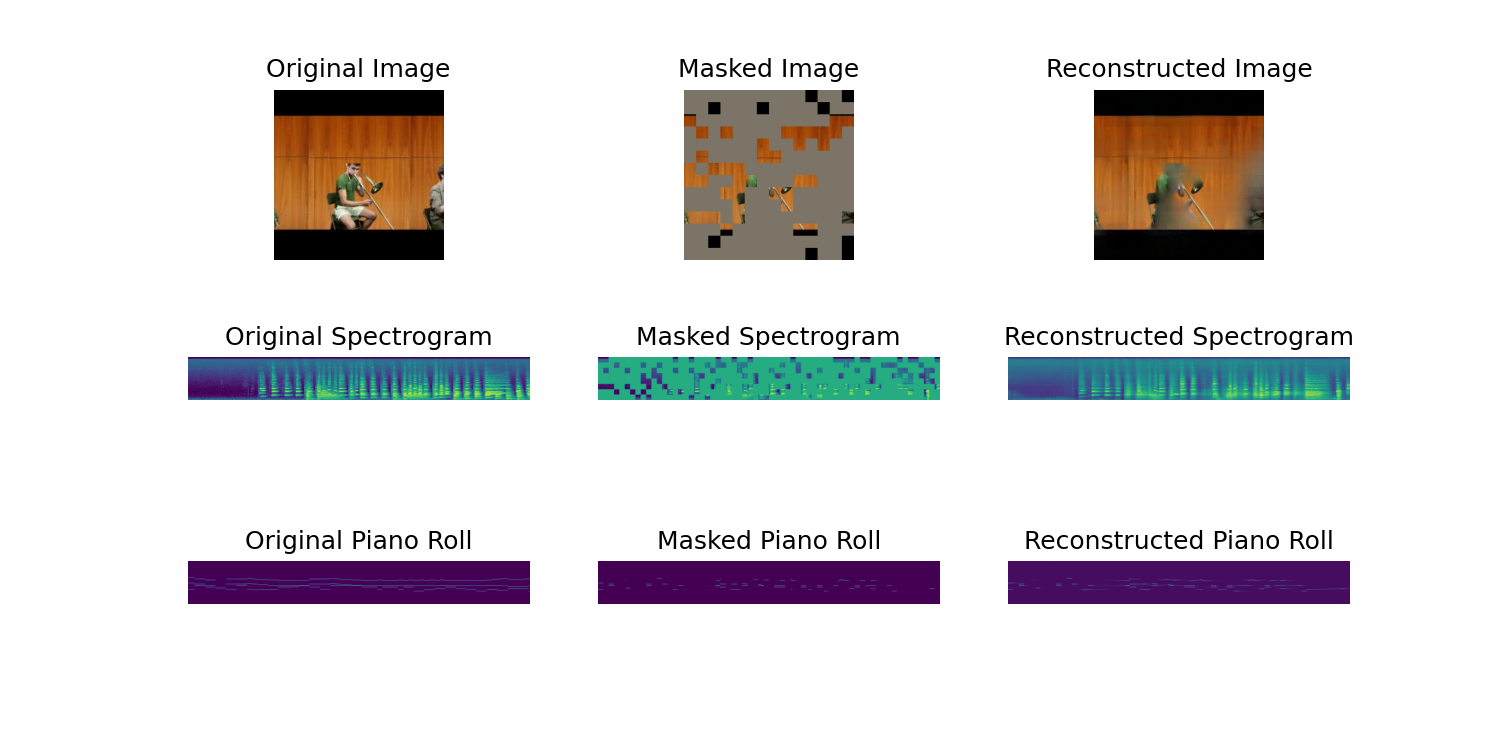 Original Image
Masked Image
Reconstructed Image
Original Spectrogram
Masked Spectrogram
Reconstructed Spectrogram
Original Piano Roll
Masked Piano Roll
Reconstructed Piano Roll